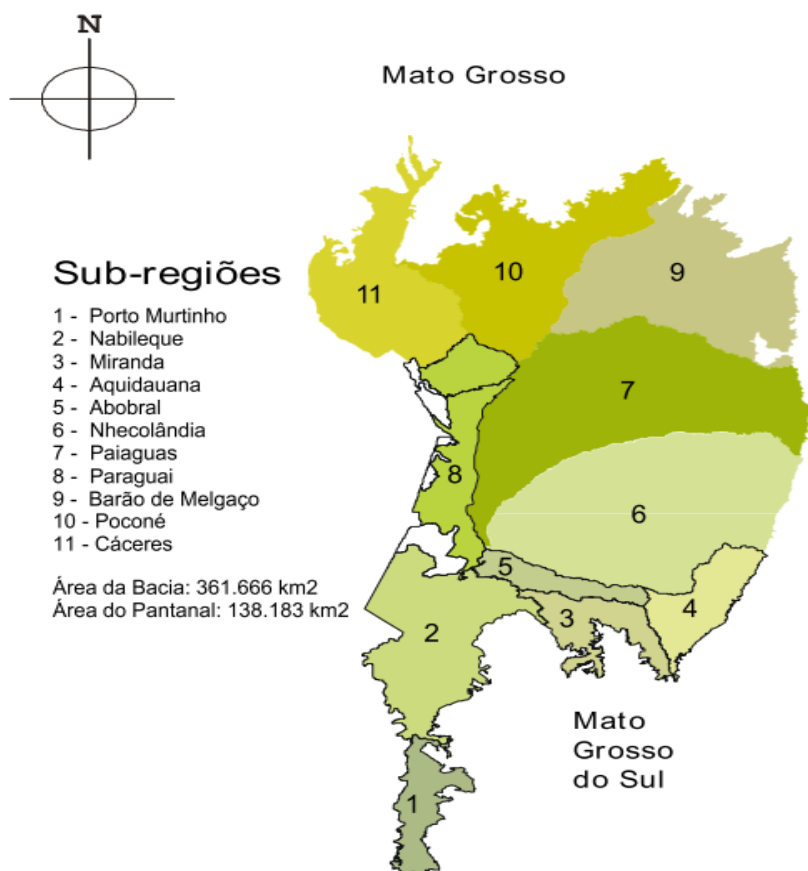 N
Mato Grosso
Sub-regiões
1 - Porto Murtinho
2 - Nabileque
3 - Miranda
4 - Aquidauana
5 - Abobral
6 - Nhecolândia
7 - Paiaguas
8 - Paraguai
9 - Barão de Melgaço
10 - Poconé
11 - Cáceres
Área da Bacia: 361.666 km2
Área do Pantanal: 138.183 km2
10
9
11
7
8
6
5
4
3
2
1
Mato
Grosso
do Sul